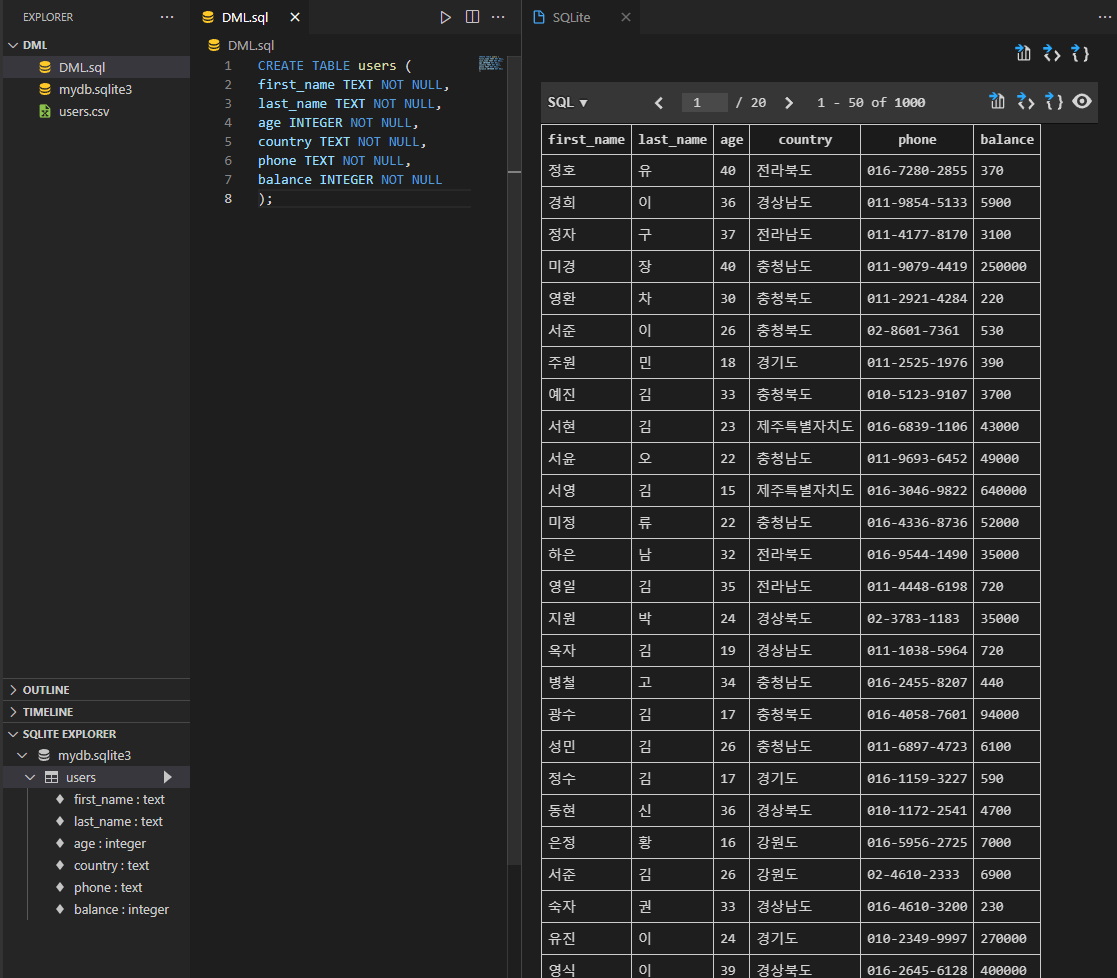 EXPLORER
DML
DML.sql
mydb.sqlite3
users.csv
OUTLINE
TIMELINE
SQLITE EXPLORER
mydb.sqlite3
users
first_name : text
last_name : text
age : integer
country : text
phone : text
balance : integer
DML.sql
DML.sql
1 CREATE TABLE users (
2 first_name TEXT NOT NULL,
3 last_name TEXT NOT NULL,
4 age INTEGER NOT NULL,
5 country TEXT NOT NULL,
6 phone TEXT NOT NULL,
7 balance INTEGER NOT NULL
8 );
SQLite
SQL ▼ < 1 / 20 > 1 - 50 of 1000
first_name last_name age country phone balance
정호 유 40 전라북도 016-7280-2855 370
경희 이 36 경상남도 011-9854-5133 5900
정자 구 37 전라남도 011-4177-8170 3100
미경 장 40 충청남도 011-9079-4419 250000
영환 차 30 충청북도 011-2921-4284 220
서준 이 26 충청북도 02-8601-7361 530
주원 민 18 경기도 011-2525-1976 390
예진 김 33 충청북도 010-5123-9107 3700
서현 김 23 제주특별자치도 016-6839-1106 43000
서윤 오 22 충청남도 011-9693-6452 49000
서영 김 15 제주특별자치도 016-3046-9822 640000
미정 류 22 충청남도 016-4336-8736 52000
하은 남 32 전라북도 016-9544-1490 35000
영일 김 35 전라남도 011-4448-6198 720
지원 박 24 경상북도 02-3783-1183 35000
옥자 김 19 경상남도 011-1038-5964 720
병철 고 34 충청남도 016-2455-8207 440
광수 김 17 충청북도 016-4058-7601 94000
성민 김 26 충청남도 011-6897-4723 6100
정수 김 17 경기도 016-1159-3227 590
동현 신 36 경상북도 010-1172-2541 4700
은정 황 16 강원도 016-5956-2725 7000
서준 김 26 강원도 02-4610-2333 6900
숙자 권 33 경상남도 016-4610-3200 230
유진 이 24 경기도 010-2349-9997 270000
영식 이 39 경상북도 016-2645-6128 400000